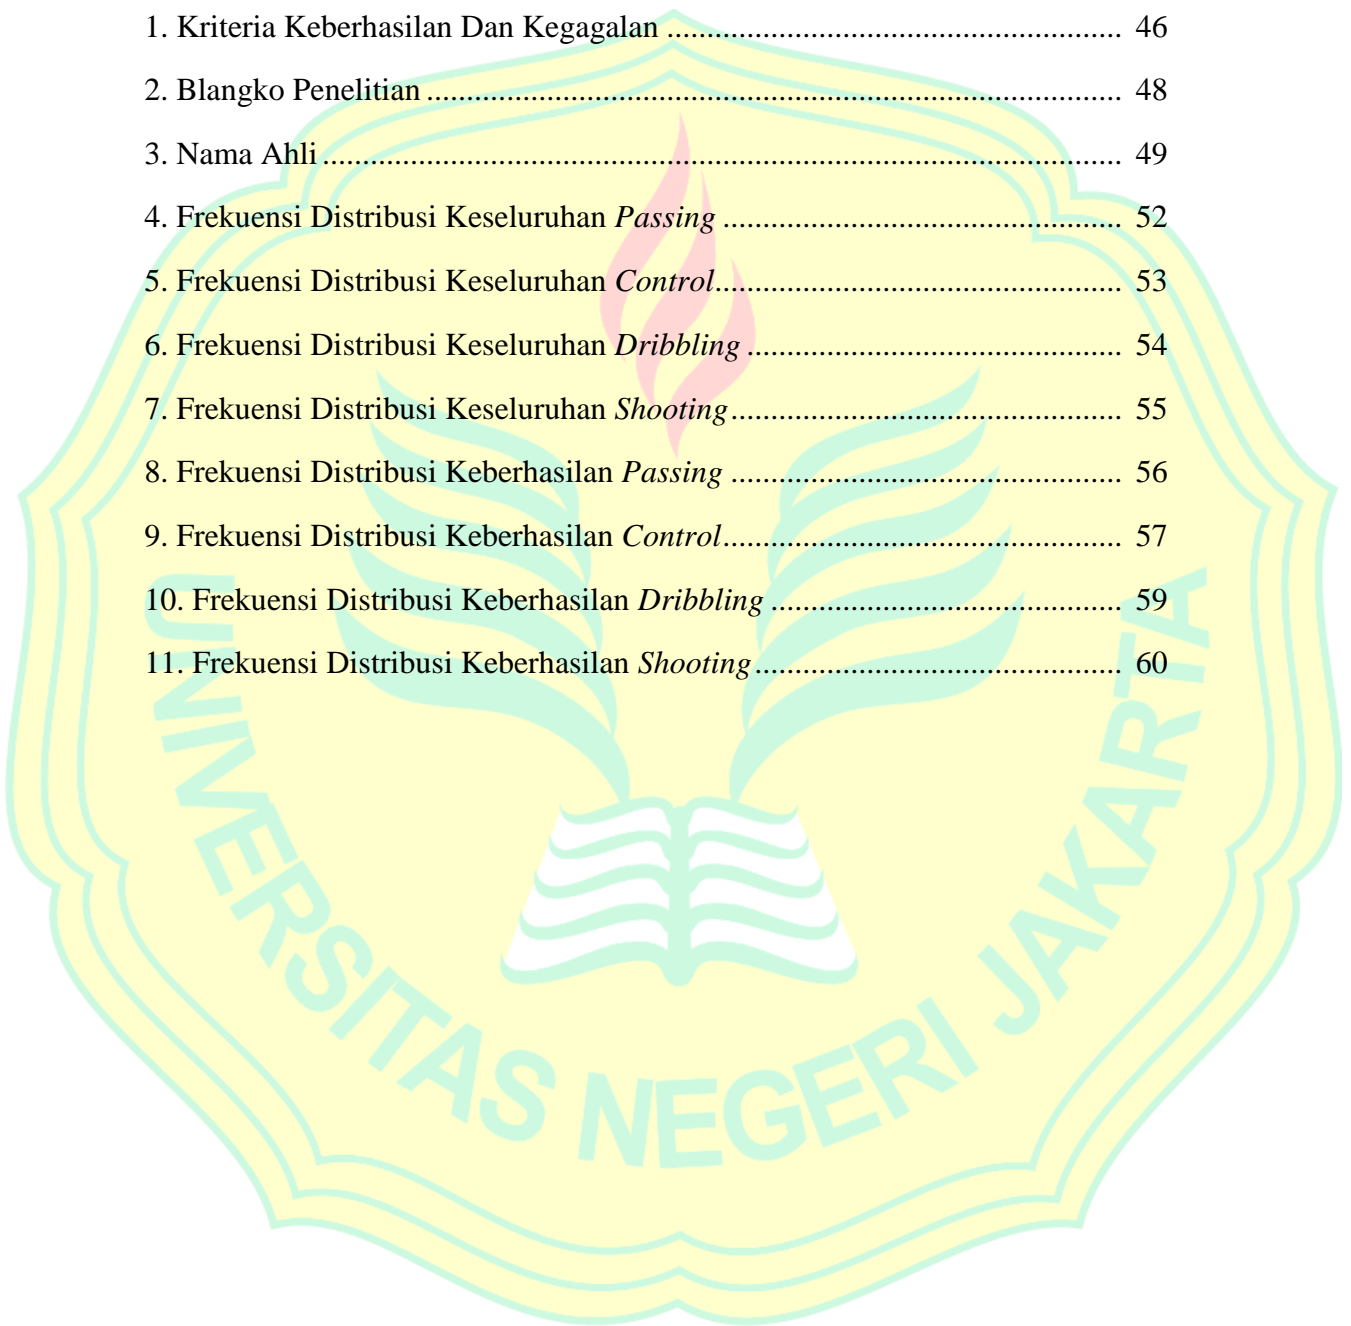 1. Kriteria Keberhasilan Dan Kegagalan ........................................................ 46
2. Blangko Penelitian ...................................................................................... 48
3. Nama Ahli ................................................................................................... 49
4. Frekuensi Distribusi Keseluruhan Passing ................................................. 52
5. Frekuensi Distribusi Keseluruhan Control .................................................. 53
6. Frekuensi Distribusi Keseluruhan Dribbling .............................................. 54
7. Frekuensi Distribusi Keseluruhan Shooting ................................................ 55
8. Frekuensi Distribusi Keberhasilan Passing ................................................ 56
9. Frekuensi Distribusi Keberhasilan Control ................................................. 57
10. Frekuensi Distribusi Keberhasilan Dribbling ........................................... 59
11. Frekuensi Distribusi Keberhasilan Shooting ............................................. 60
UNIVERSITAS NEGERI JAKARTA